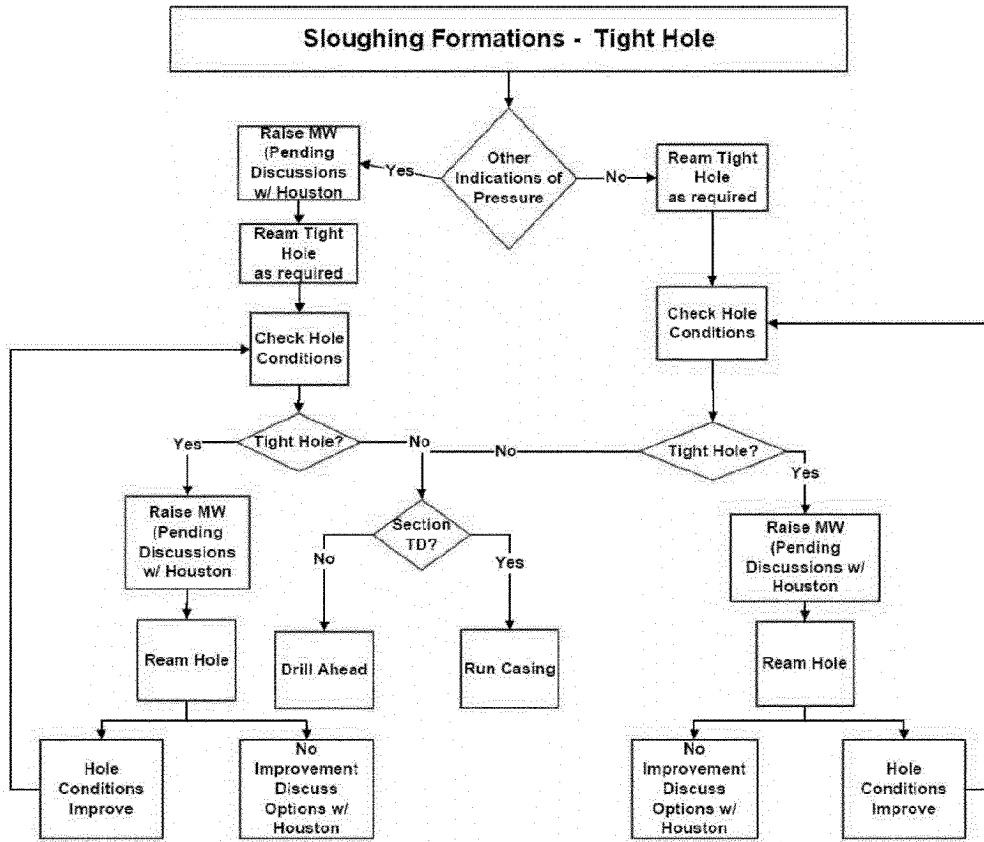 Sloughing Formations - Tight Hole
Other
Indications of
Pressure
Yes
No
Raise MW
(Pending
Discussions
w/ Houston
Ream Tight
Hole
as required
Ream Tight
Hole
as required
Check Hole
Conditions
Check Hole
Conditions
Tight Hole?
Yes
No
Tight Hole?
No
Yes
Raise MW
(Pending
Discussions
w/ Houston
Section
TD?
No
Yes
Raise MW
(Pending
Discussions w/
Houston
Ream Hole
Drill Ahead
Run Casing
Ream Hole
Hole
Conditions
Improve
No
Improvement
Discuss
Options w/
Houston
No
Improvement
Discuss
Options w/
Houston
Hole
Conditions
Improve